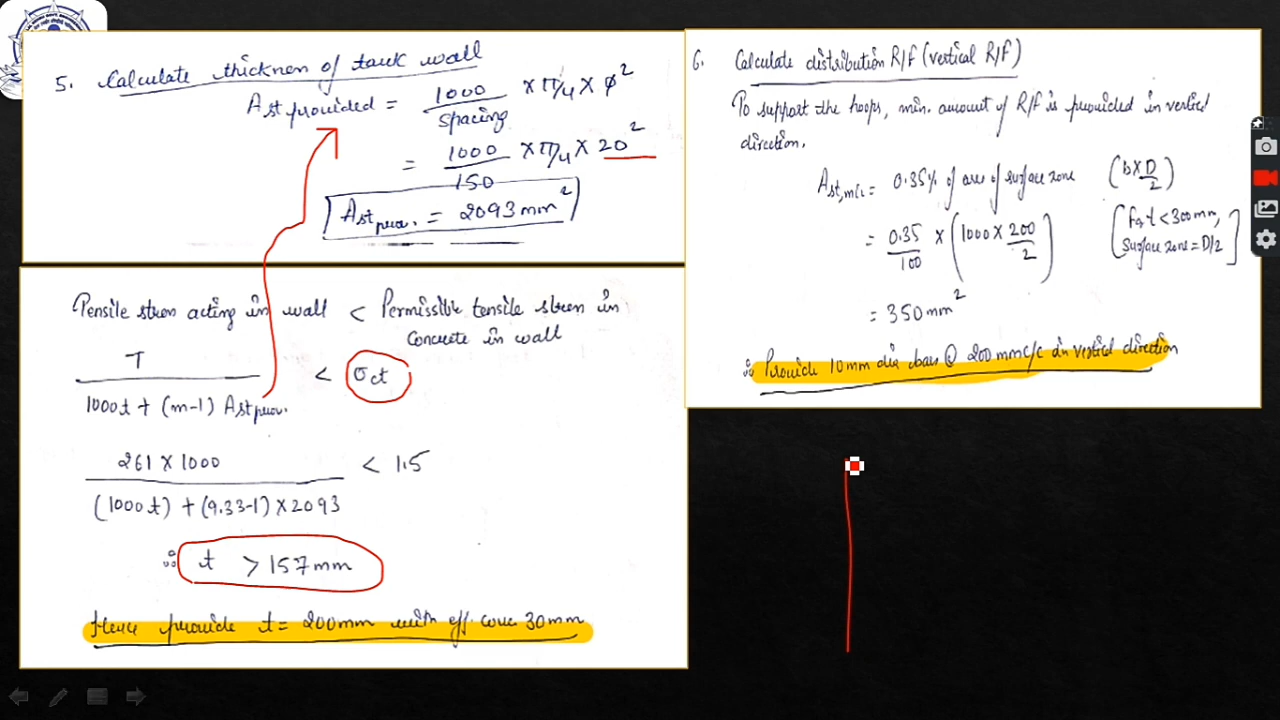 5. Calculate thickness of tank wall
Ast provided = 1000/spacing × π/4 × φ²
= 1000/150 × π/4 × 20²
Ast prov. = 2093 mm²
Tensile stress acting in wall < Permissible tensile stress in
Concrete in wall
T / 1000t + (m-1) Ast prov. < σct
261 × 1000 / (1000t) + (9.33-1) × 2093 < 1.5
∴ t > 157 mm
Hence provide t = 200mm with eff cover 30mm
6. Calculate distribution R/F (vertical R/F)
To support the hoops, min. amount of R/F is provided in vertical
direction.
Ast,min = 0.35% of area of surface zone (b×D/2)
= 0.35/100 × (1000 × 200/2) [For t < 300mm,
Surface zone = D/2]
= 350 mm²
∴ Provide 10mm dia bars @ 200 mm c/c in vertical direction